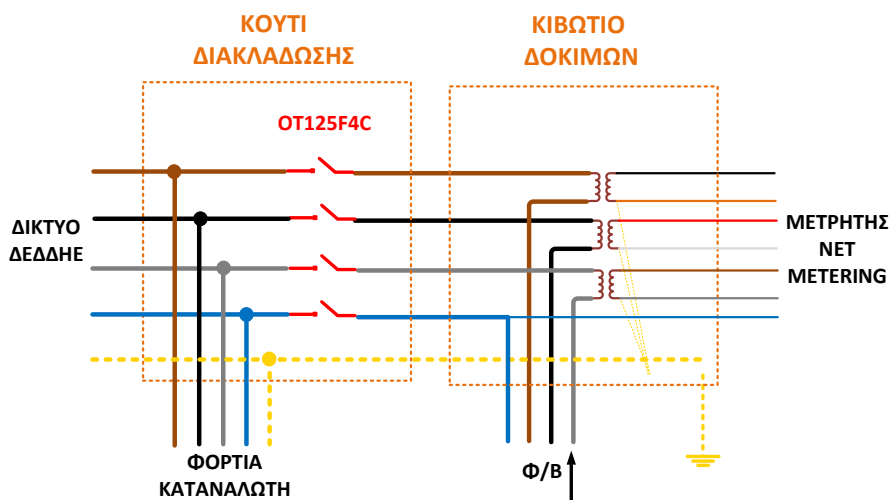 ΚΟΥΤΙ
ΔΙΑΚΛΑΔΩΣΗΣ
ΚΙΒΩΤΙΟ
ΔΟΚΙΜΩΝ
OT125F4C
ΔΙΚΤΥΟ
ΔΕΔΔΗΕ
ΜΕΤΡΗΤΗΣ
NET
METERING
ΦΟΡΤΙΑ
ΚΑΤΑΝΑΛΩΤΗ
Φ/Β